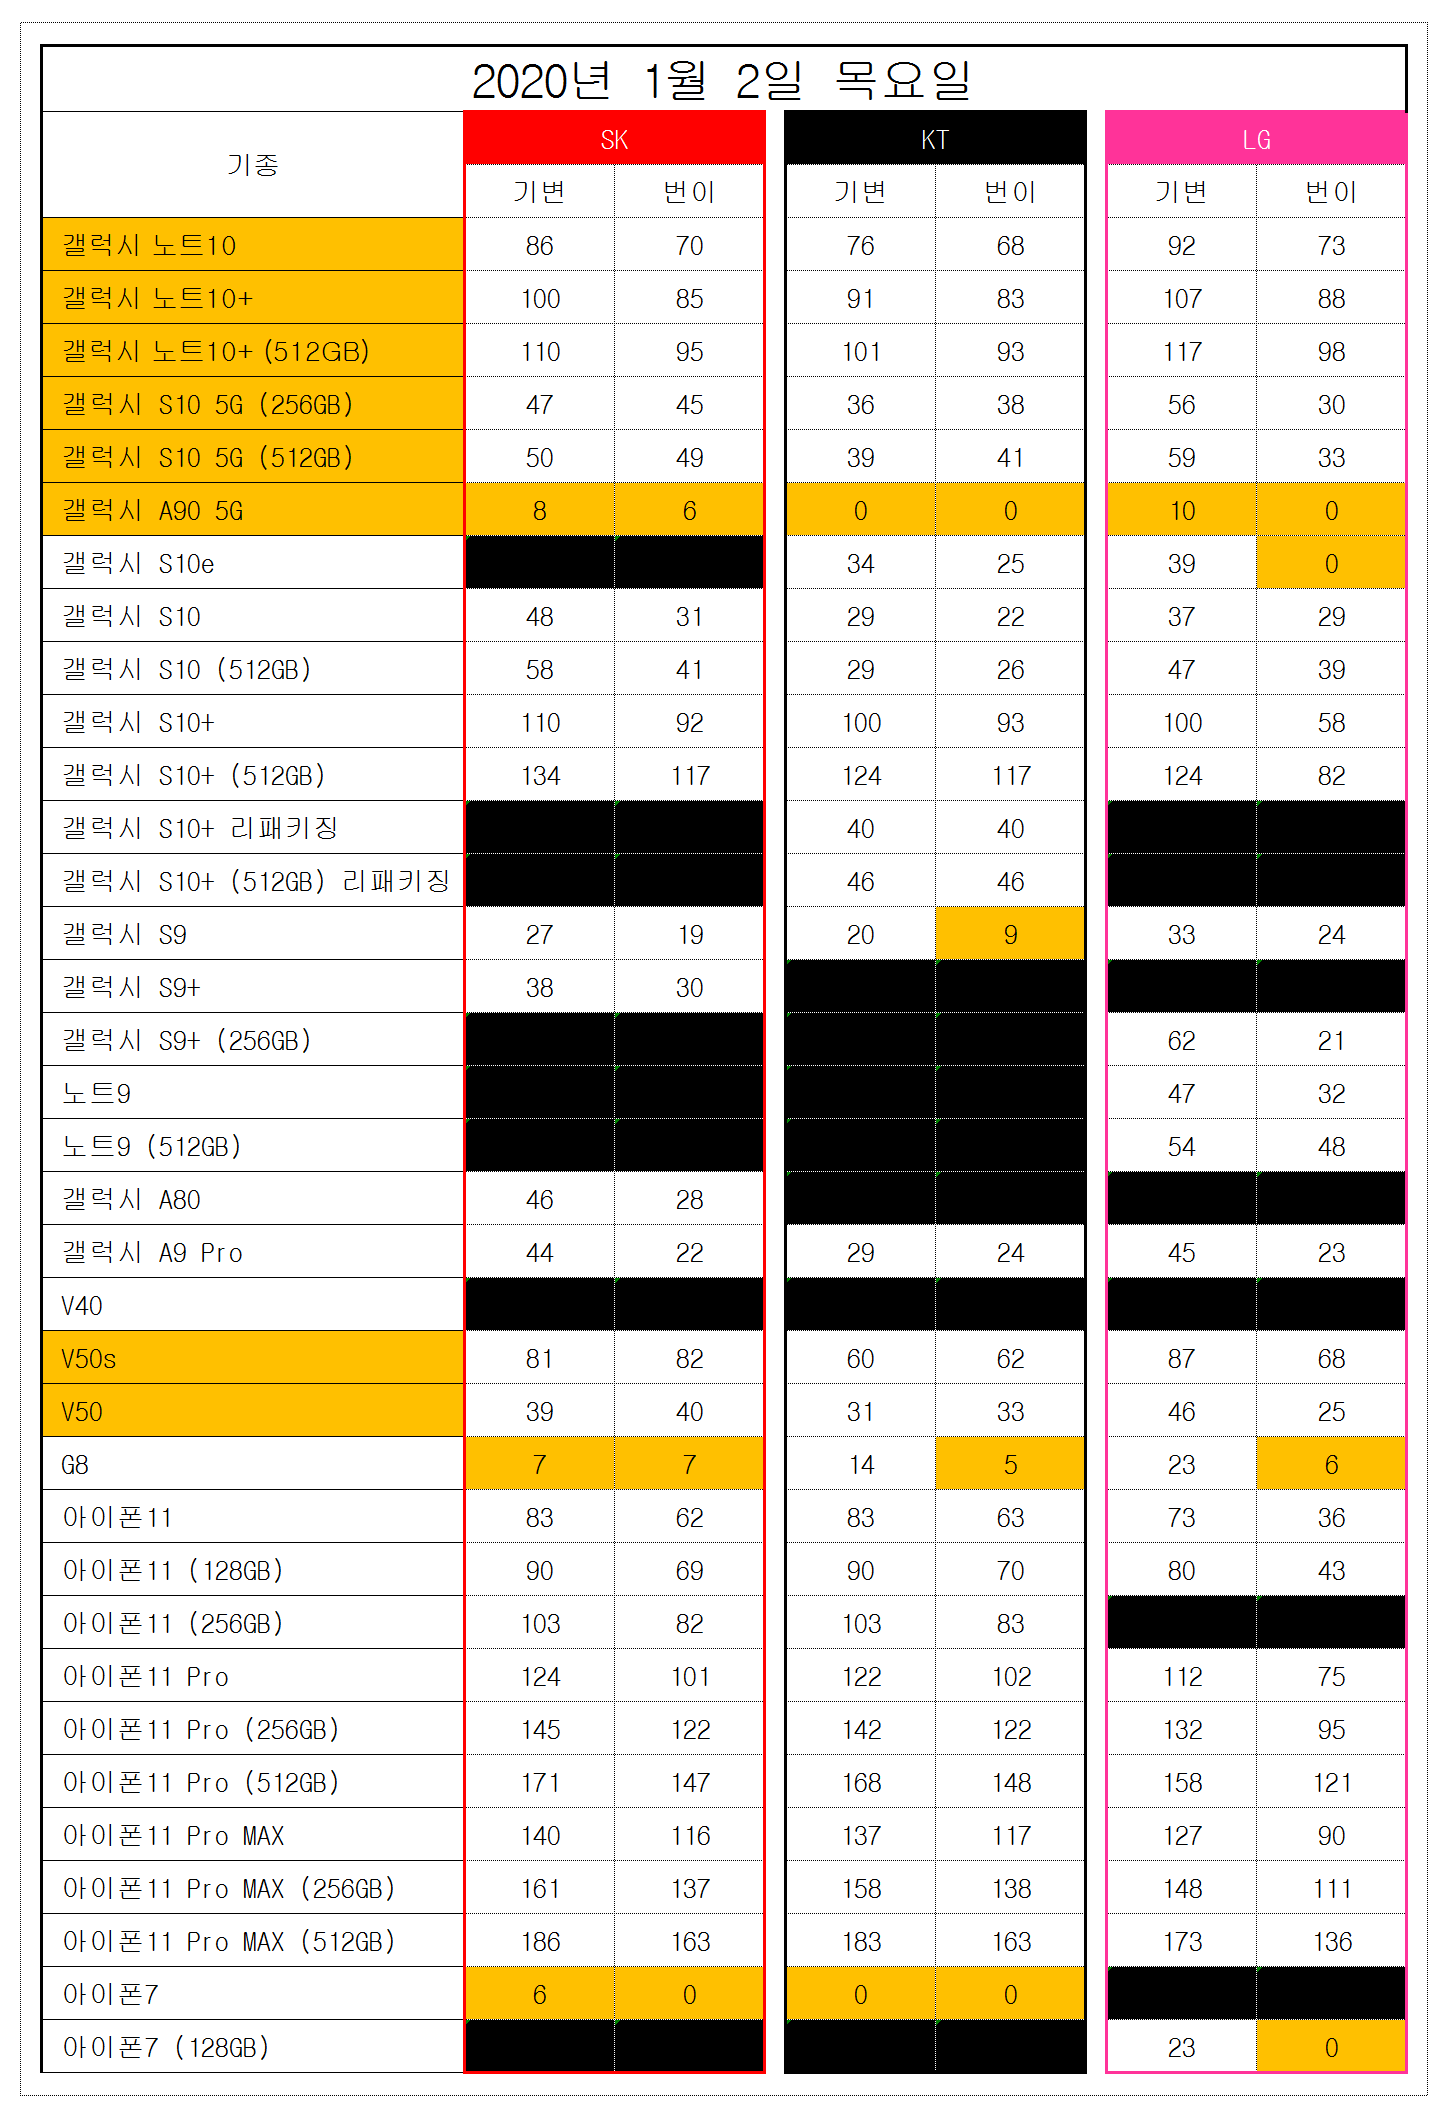 2020년 1월 2일 목요일
기종 SK KT LG
기변 번이 기변 번이 기변 번이
갤럭시 노트10 86 70 76 68 92 73
갤럭시 노트10+ 100 85 91 83 107 88
갤럭시 노트10+ (512GB) 110 95 101 93 117 98
갤럭시 S10 5G (256GB) 47 45 36 38 56 30
갤럭시 S10 5G (512GB) 50 49 39 41 59 33
갤럭시 A90 5G 8 6 0 0 10 0
갤럭시 S10e 34 25 39 0
갤럭시 S10 48 31 29 22 37 29
갤럭시 S10 (512GB) 58 41 29 26 47 39
갤럭시 S10+ 110 92 100 93 100 58
갤럭시 S10+ (512GB) 134 117 124 117 124 82
갤럭시 S10+ 리패키징 40 40
갤럭시 S10+ (512GB) 리패키징 46 46
갤럭시 S9 27 19 20 9 33 24
갤럭시 S9+ 38 30
갤럭시 S9+ (256GB) 62 21
노트9 47 32
노트9 (512GB) 54 48
갤럭시 A80 46 28
갤럭시 A9 Pro 44 22 29 24 45 23
V40
V50s 81 82 60 62 87 68
V50 39 40 31 33 46 25
G8 7 7 14 5 23 6
아이폰11 83 62 83 63 73 36
아이폰11 (128GB) 90 69 90 70 80 43
아이폰11 (256GB) 103 82 103 83
아이폰11 Pro 124 101 122 102 112 75
아이폰11 Pro (256GB) 145 122 142 122 132 95
아이폰11 Pro (512GB) 171 147 168 148 158 121
아이폰11 Pro MAX 140 116 137 117 127 90
아이폰11 Pro MAX (256GB) 161 137 158 138 148 111
아이폰11 Pro MAX (512GB) 186 163 183 163 173 136
아이폰7 6 0 0 0
아이폰7 (128GB) 23 0